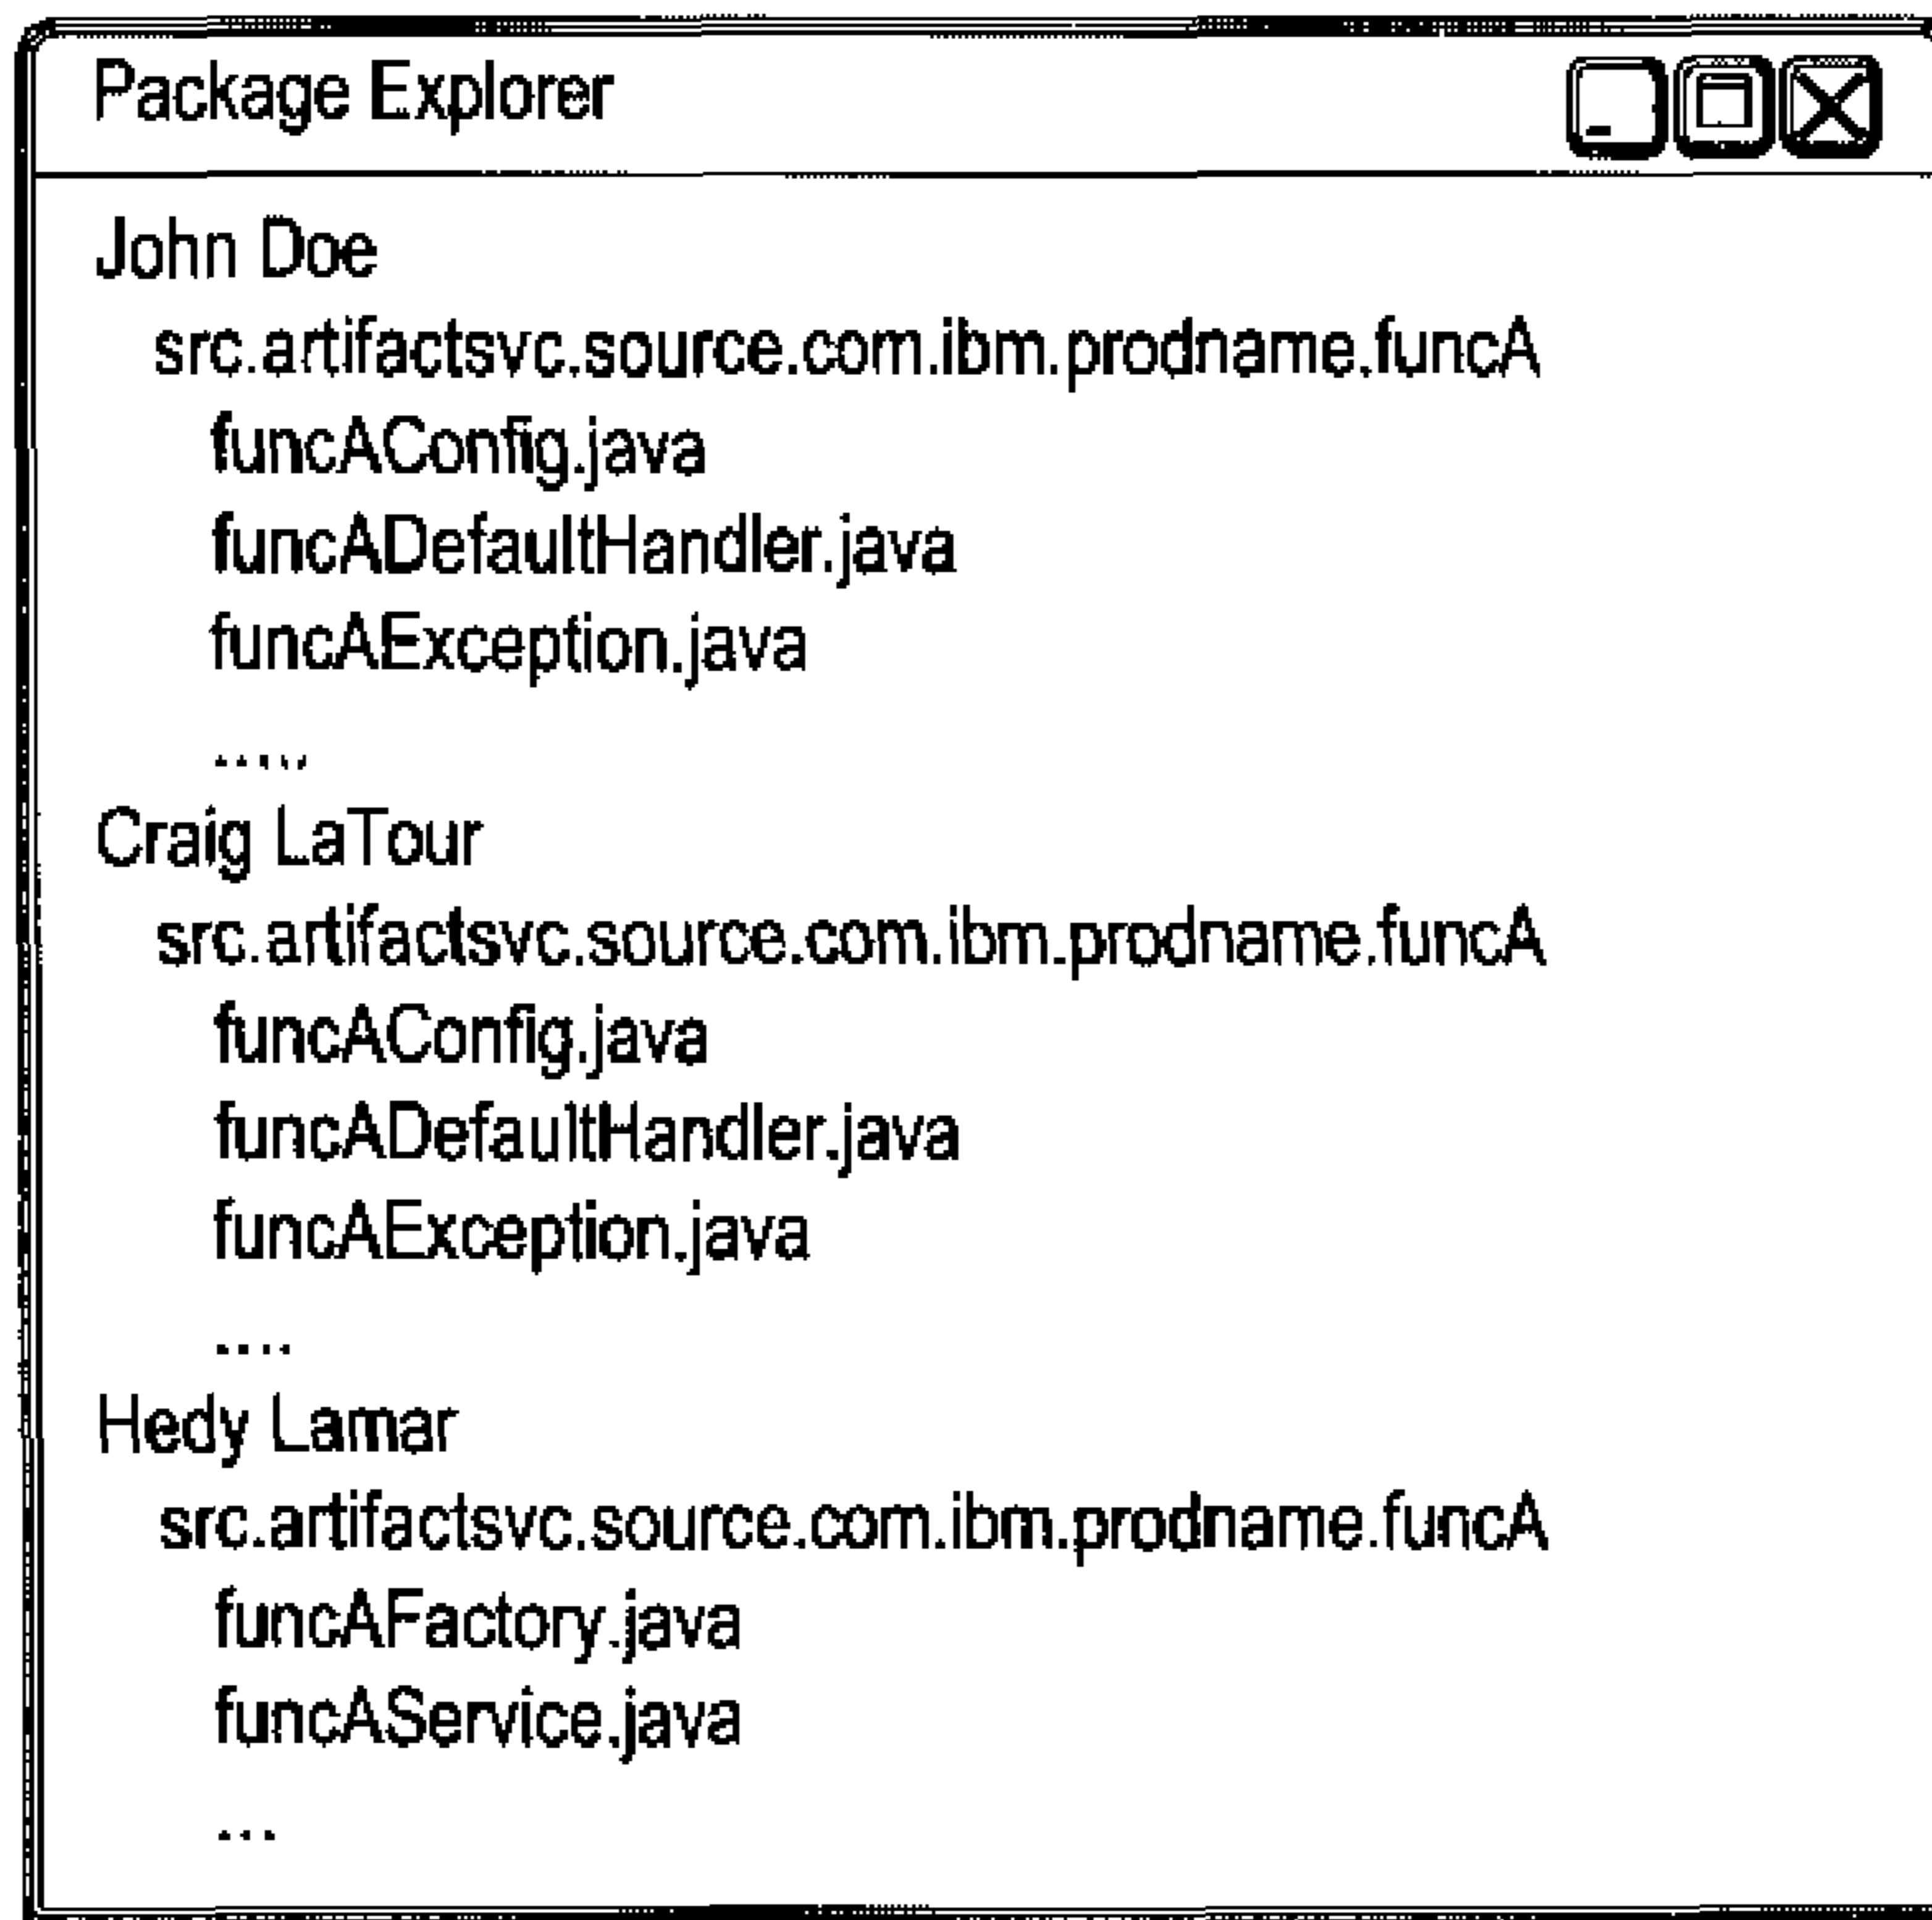 Package Explorer
John Doe
src.artifactsvc.source.com.ibm.prodname.funcA
funcAConfig.java
funcADefaultHandler.java
funcAException.java
.....
Craig LaTour
src.artifactsvc.source.com.ibm.prodname.funcA
funcAConfig.java
funcADefaultHandler.java
funcAException.java
....
Hedy Lamar
src.artifactsvc.source.com.ibm.prodname.funcA
funcAFactory.java
funcAService.java
...